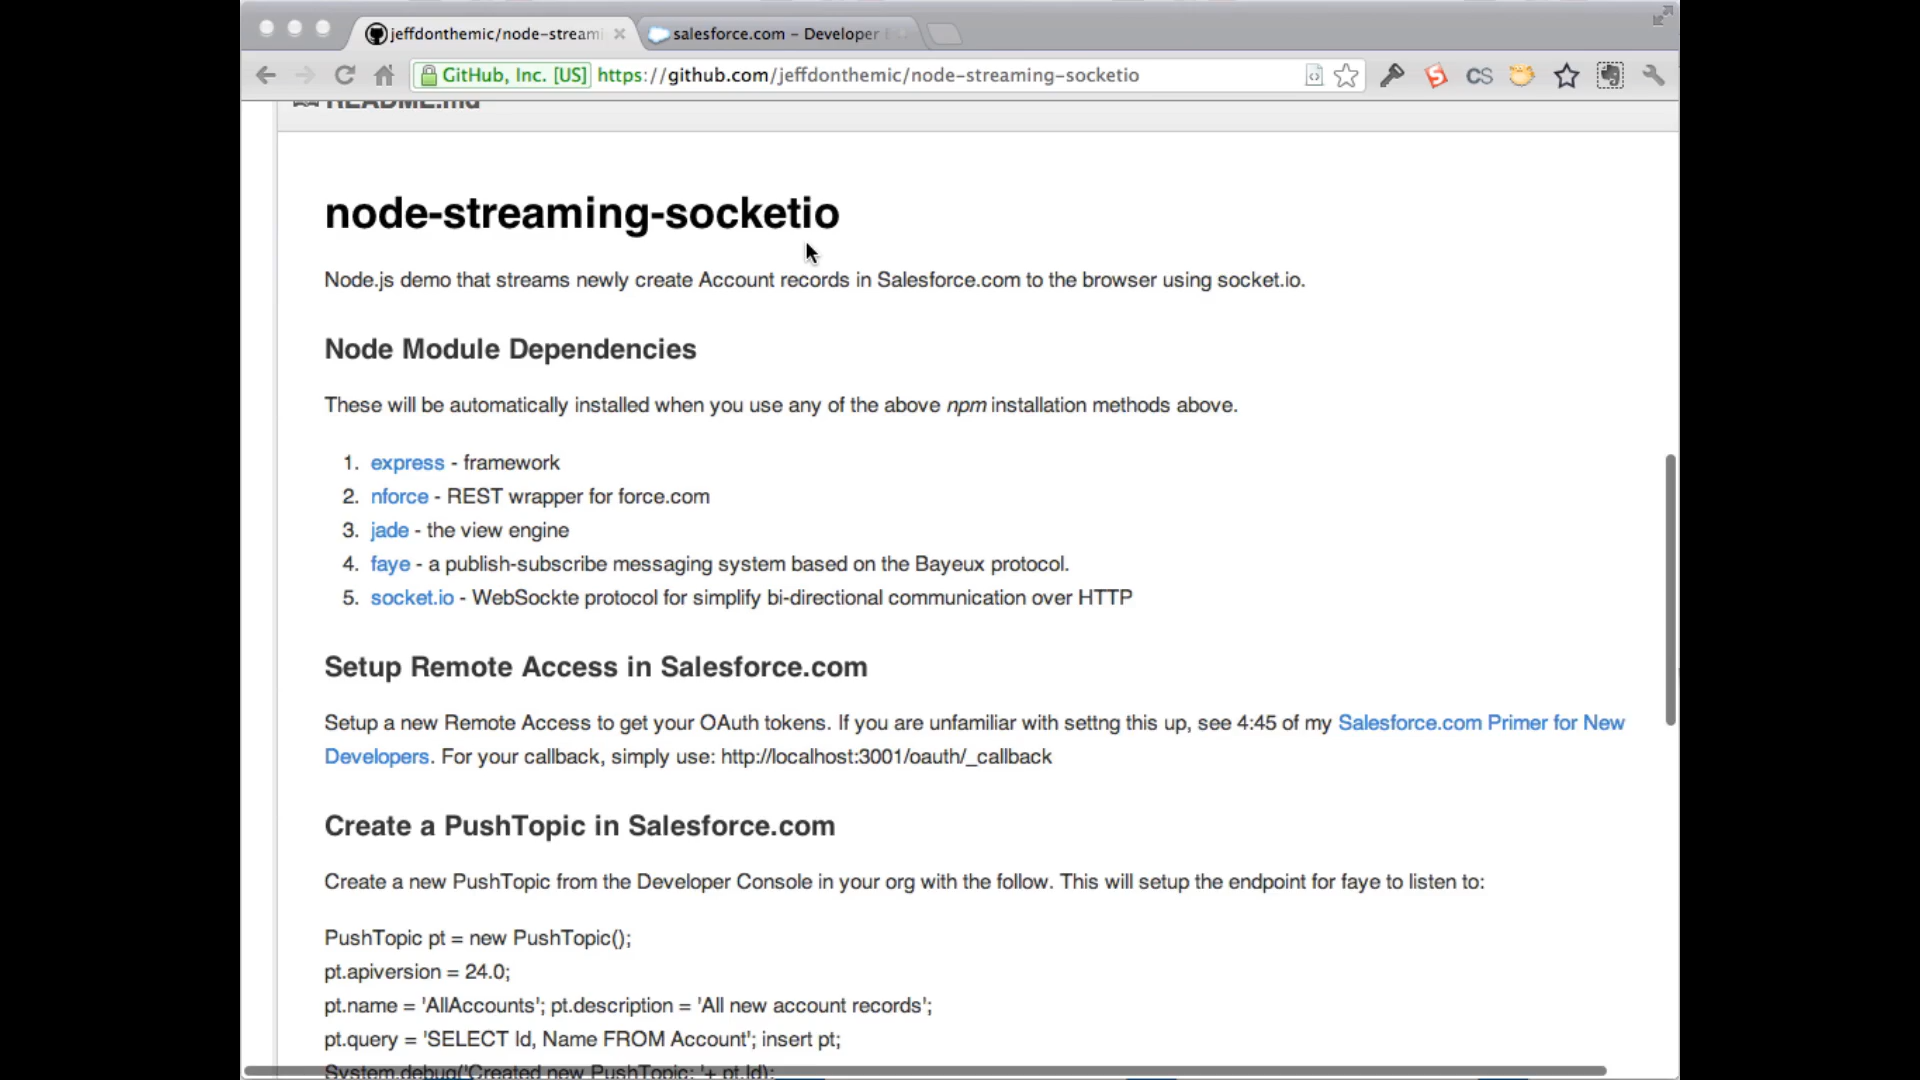 jeffdonthemic/node-streami
salesforce.com - Developer
GitHub, Inc. [US] https://github.com/jeffdonthemic/node-streaming-socketio
CS
README.md
node-streaming-socketio
Node.js demo that streams newly create Account records in Salesforce.com to the browser using socket.io.
Node Module Dependencies
These will be automatically installed when you use any of the above npm installation methods above.
1. express - framework
2. nforce - REST wrapper for force.com
3. jade - the view engine
4. faye - a publish-subscribe messaging system based on the Bayeux protocol.
5. socket.io - WebSockte protocol for simplify bi-directional communication over HTTP
Setup Remote Access in Salesforce.com
Setup a new Remote Access to get your OAuth tokens. If you are unfamiliar with settng this up, see 4:45 of my Salesforce.com Primer for New
Developers. For your callback, simply use: http://localhost:3001/oauth/_callback
Create a PushTopic in Salesforce.com
Create a new PushTopic from the Developer Console in your org with the follow. This will setup the endpoint for faye to listen to:
PushTopic pt = new PushTopic();
pt.apiversion = 24.0;
pt.name = 'AllAccounts'; pt.description = 'All new account records';
pt.query = 'SELECT Id, Name FROM Account'; insert pt;
System.debug('Created new PushTopic: '+ pt.Id);